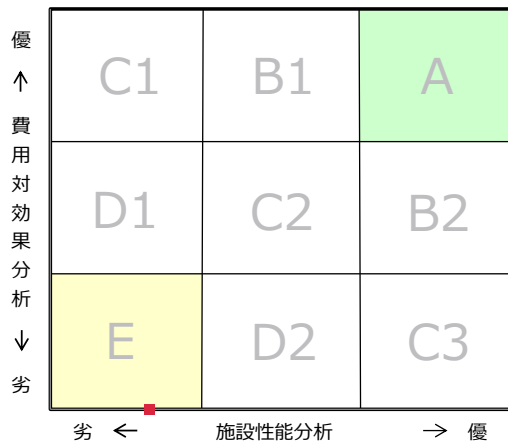 優
↑
費用対効果分析
↓
劣
C1 B1 A
D1 C2 B2
E D2 C3
劣 ← 施設性能分析 → 優